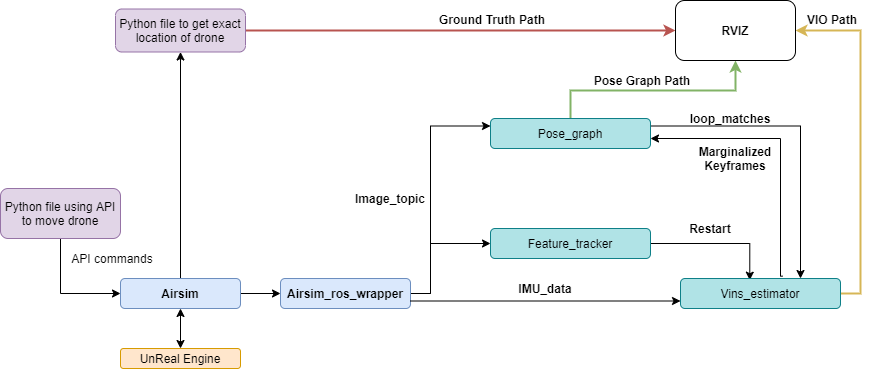 Python file to get exact
location of drone
Ground Truth Path
RVIZ
VIO Path
Pose Graph Path
Pose_graph
loop_matches
Marginalized
Keyframes
Image_topic
Python file using API
to move drone
API commands
Feature_tracker
Restart
Airsim
Airsim_ros_wrapper
IMU_data
Vins_estimator
UnReal Engine